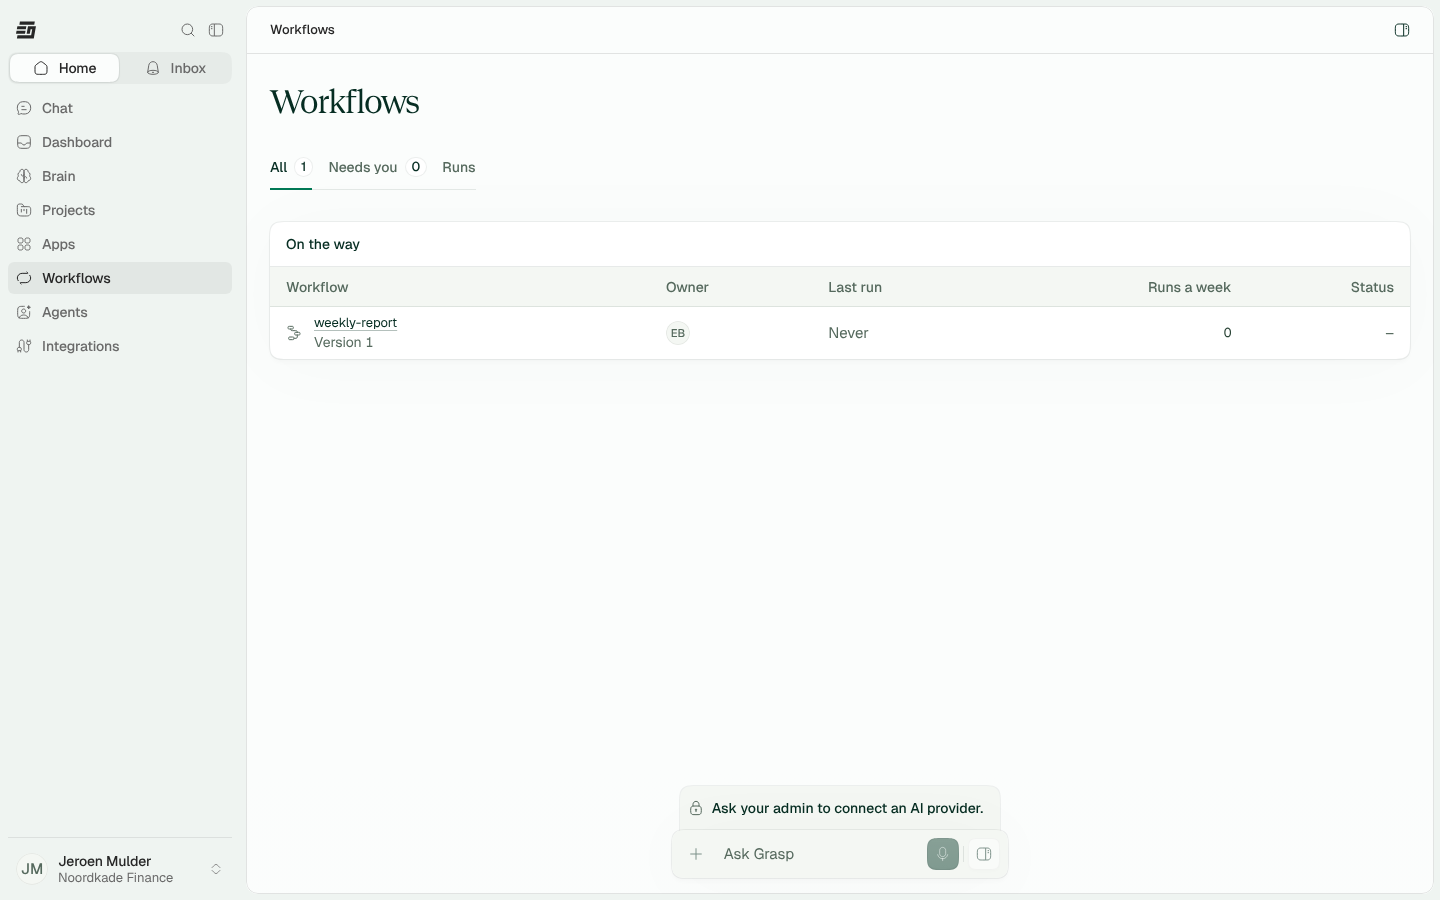 Workflows
Home
Inbox
Chat
Dashboard
Brain
Projects
Apps
Workflows
Agents
Integrations
Workflows
All 1
Needs you 0
Runs
On the way
Workflow
Owner
Last run
Runs a week
Status
weekly-report
Version 1
EB
Never
0
–
Ask your admin to connect an AI provider.
Ask Grasp
JM
Jeroen Mulder
Noordkade Finance